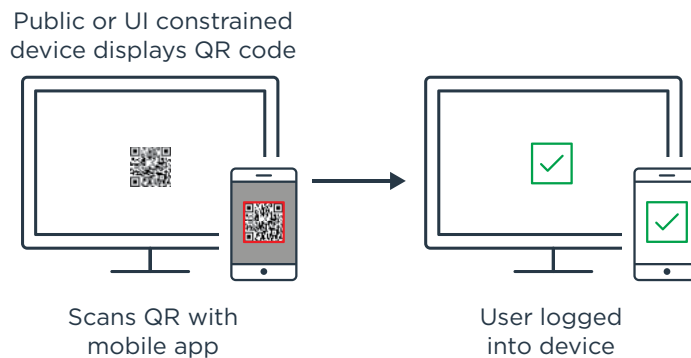 Public or UI constrained
device displays QR code
Scans QR with
mobile app
User logged
into device